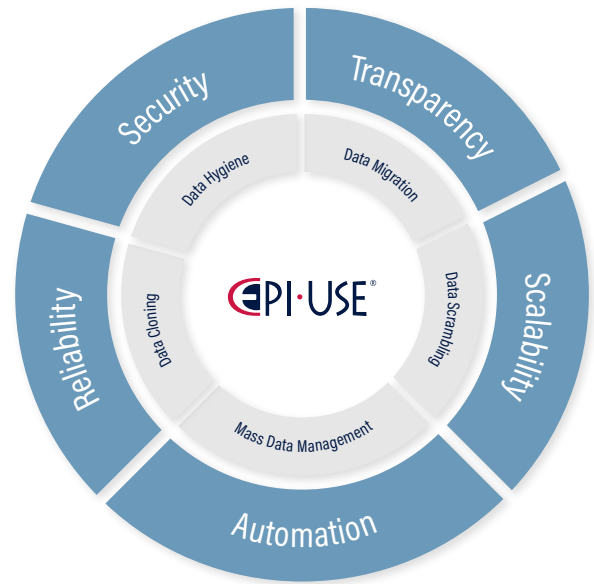 Security
Transparency
Scalability
Automation
Reliability
Data Hygiene
Data Migration
Data Scrambling
Mass Data Management
Data Cloning
EPI·USE®